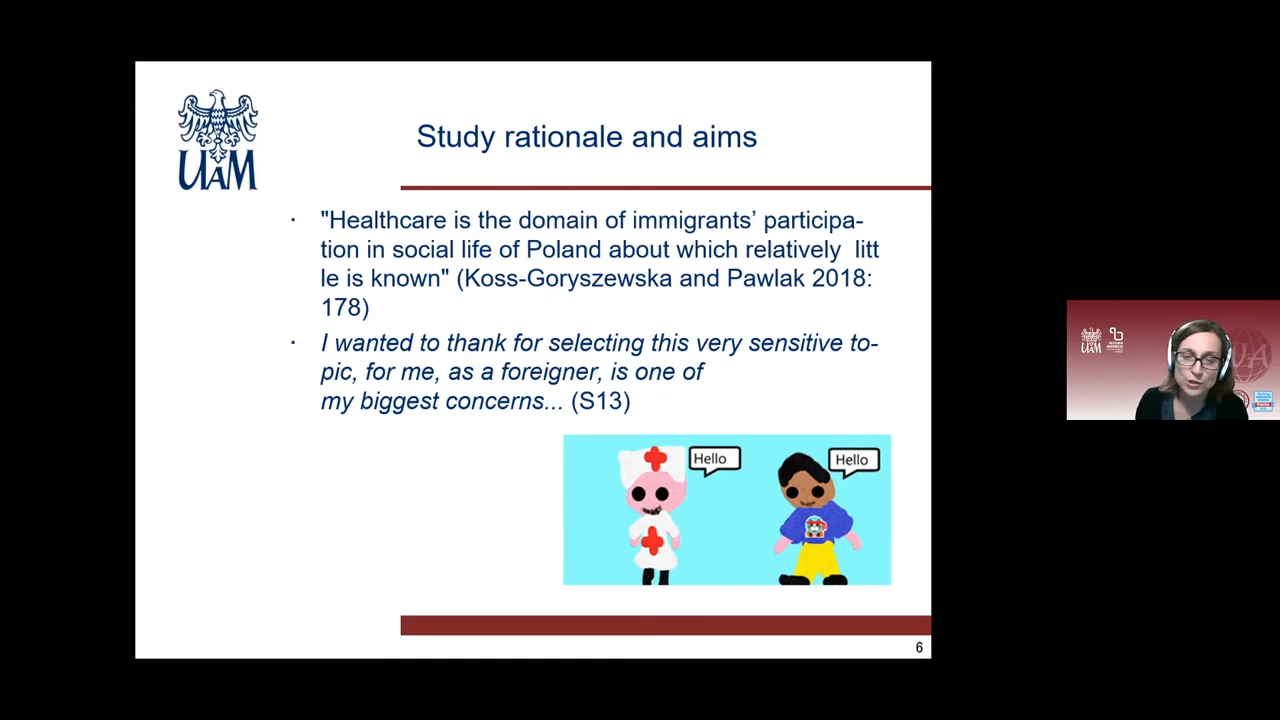 UAM
Study rationale and aims
· "Healthcare is the domain of immigrants’ participa-
tion in social life of Poland about which relatively litt
le is known" (Koss-Goryszewska and Pawlak 2018:
178)
· I wanted to thank for selecting this very sensitive to-
pic, for me, as a foreigner, is one of
my biggest concerns... (S13)
Hello
Hello
6
UAM